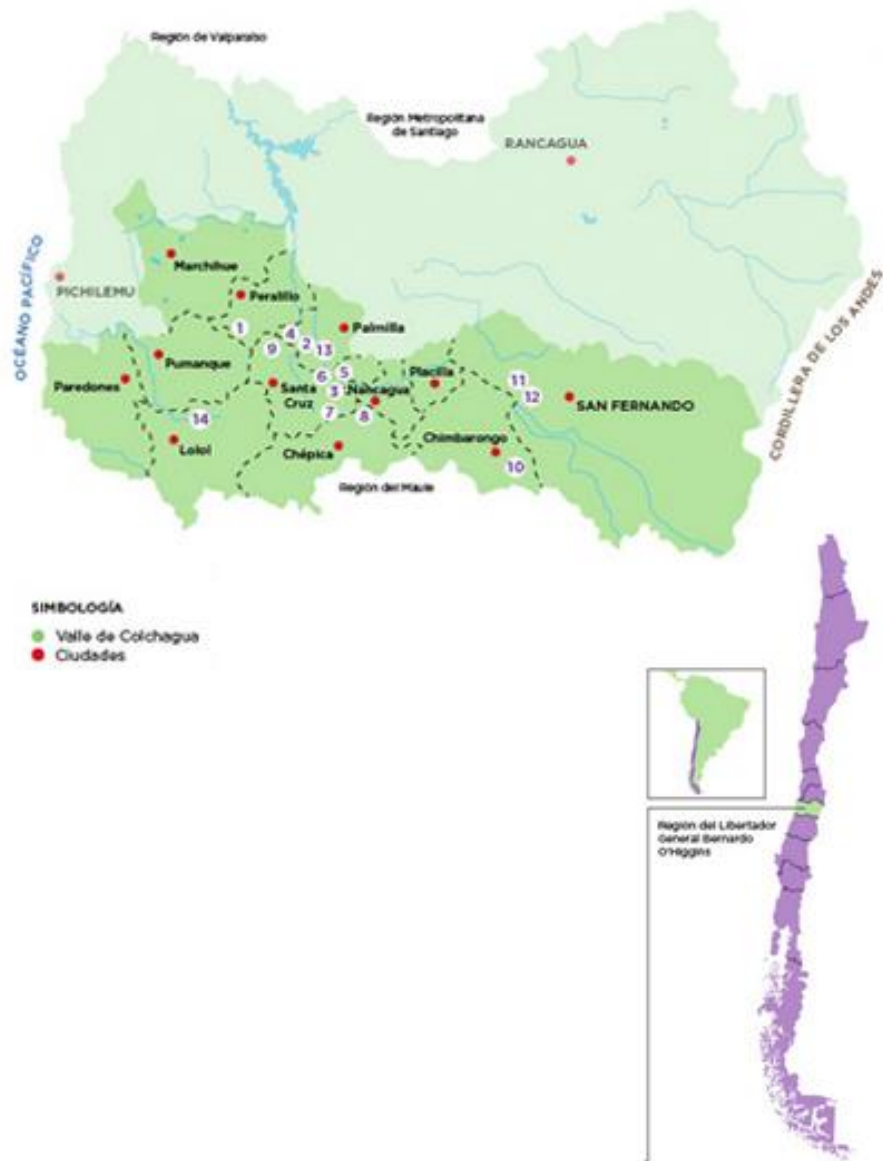 Región de Valparaíso
Región Metropolitana
de Santiago
RANCAGUA
OCÉANO PACÍFICO
PICHILEMU
Marchihue
Peralillo
1
4
2
13
9
Palmilla
Pumanque
Paredones
6
5
3
Santa
Cruz
Nancagua
7
8
Placilla
11
12
SAN FERNANDO
CORDILLERA DE LOS ANDES
14
Lolol
Chépica
Chimbarongo
10
Región del Maule
SIMBOLOGÍA
Valle de Colchagua
Ciudades
Región del Libertador
General Bernardo
O'Higgins